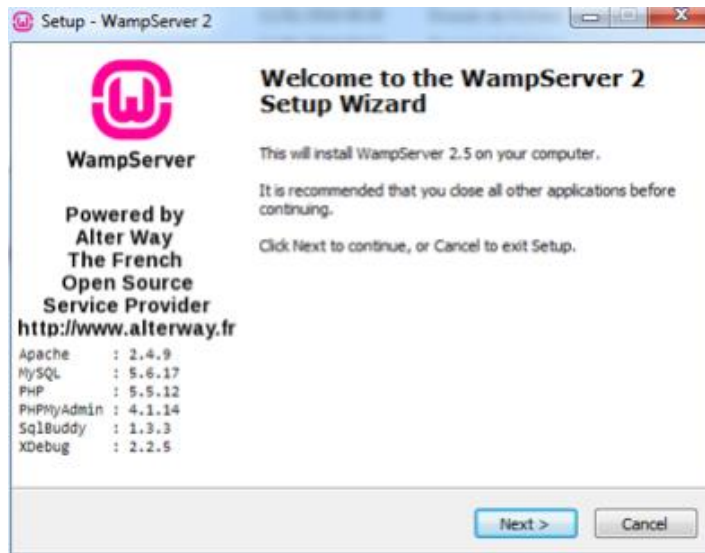 Setup - WampServer 2
WampServer
Powered by
Alter Way
The French
Open Source
Service Provider
http://www.alterway.fr
Apache : 2.4.9
MySQL : 5.6.17
PHP : 5.5.12
PHPMyAdmin : 4.1.14
SqlBuddy : 1.3.3
XDebug : 2.2.5
Welcome to the WampServer 2
Setup Wizard
This will install WampServer 2.5 on your computer.
It is recommended that you close all other applications before
continuing.
Click Next to continue, or Cancel to exit Setup.
Next >
Cancel